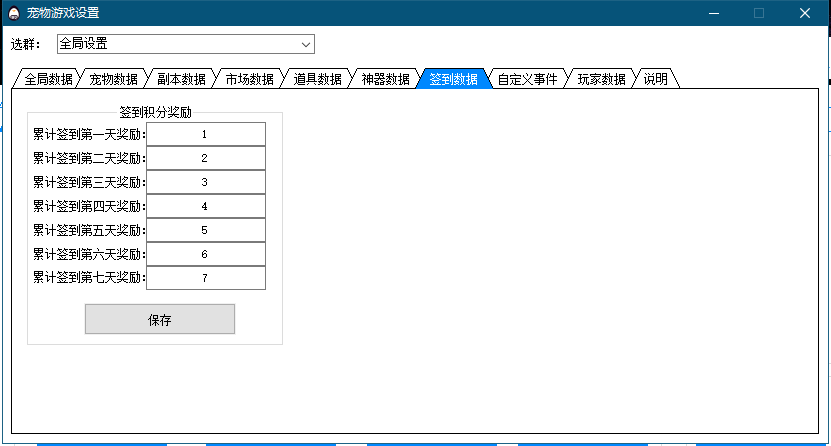 宠物游戏设置
选群： 全局设置
全局数据 宠物数据 副本数据 市场数据 道具数据 神器数据 签到数据 自定义事件 玩家数据 说明
签到积分奖励
累计签到第一天奖励: 1
累计签到第二天奖励: 2
累计签到第三天奖励: 3
累计签到第四天奖励: 4
累计签到第五天奖励: 5
累计签到第六天奖励: 6
累计签到第七天奖励: 7
保存